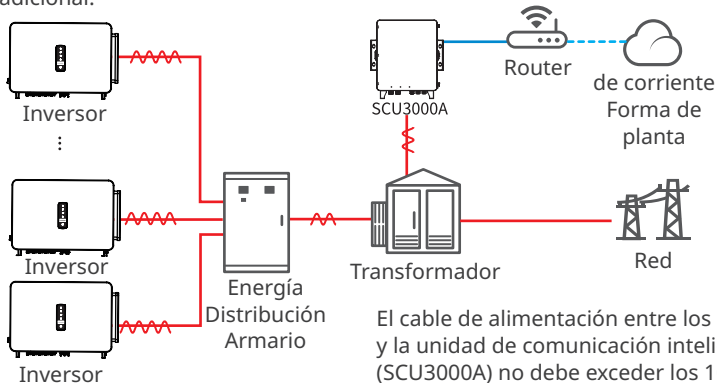 adicional.
Inversor
Inversor
Inversor
Energía
Distribución
Armario
SCU3000A
Router
de corriente
Forma de
planta
Transformador
Red
El cable de alimentación entre los
y la unidad de comunicación inteli
(SCU3000A) no debe exceder los 1